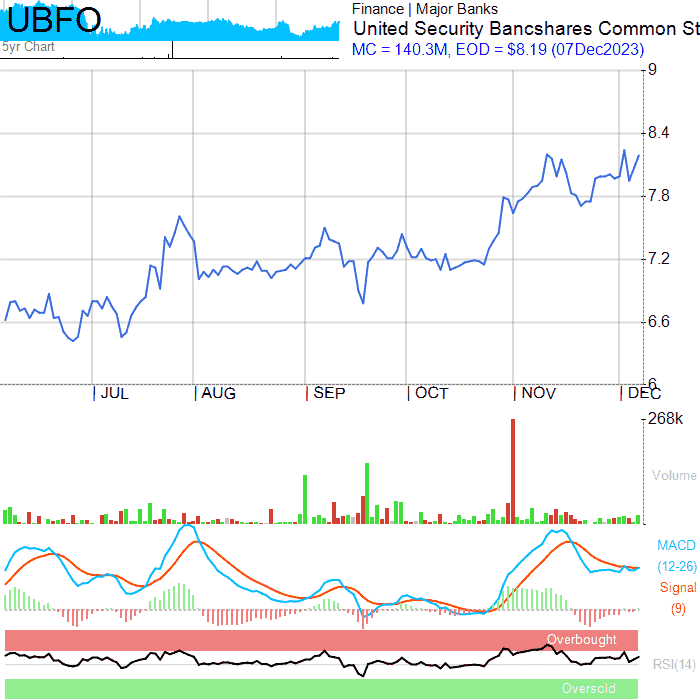 UBFO
5yr Chart
Finance | Major Banks
United Security Bancshares Common St
MC = 140.3M, EOD = $8.19 (07Dec2023)
9
8.4
7.8
7.2
6.6
6
JUL AUG SEP OCT NOV DEC
268k
Volume
MACD
(12-26)
Signal
(9)
Overbought
RSI(14)
Oversold